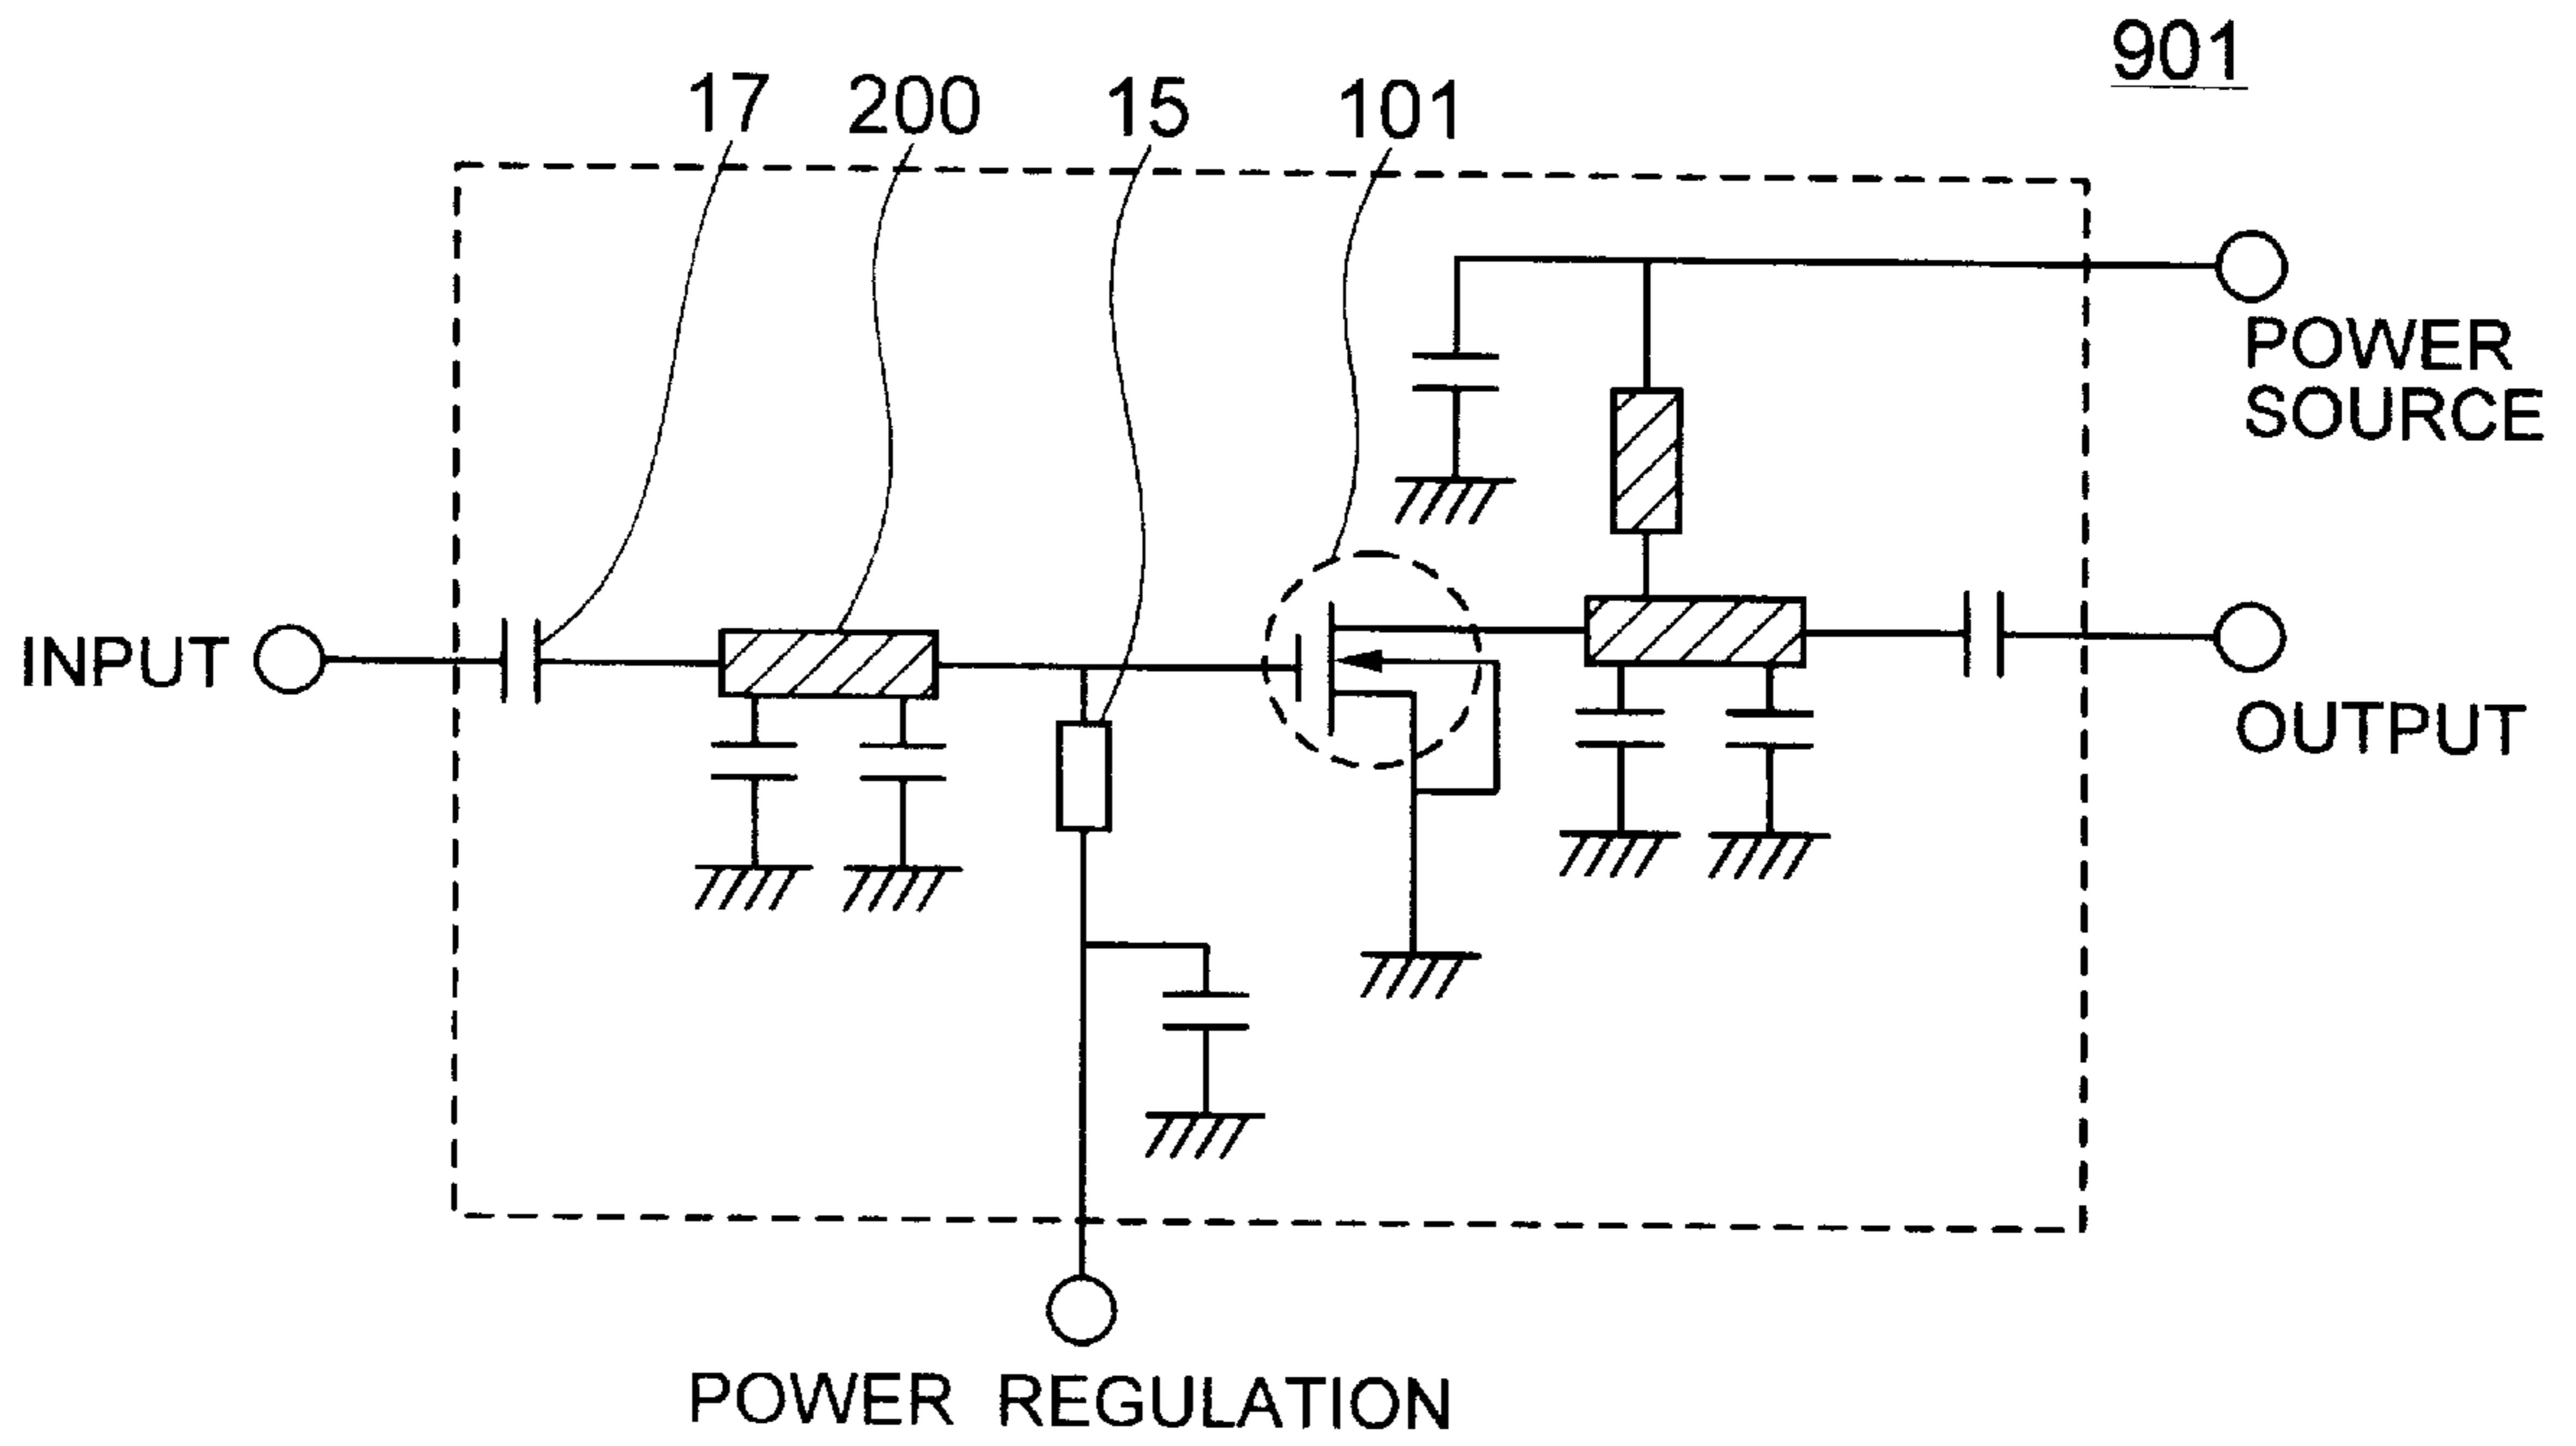 901
17
200
15
101
POWER
SOURCE
INPUT
OUTPUT
POWER REGULATION